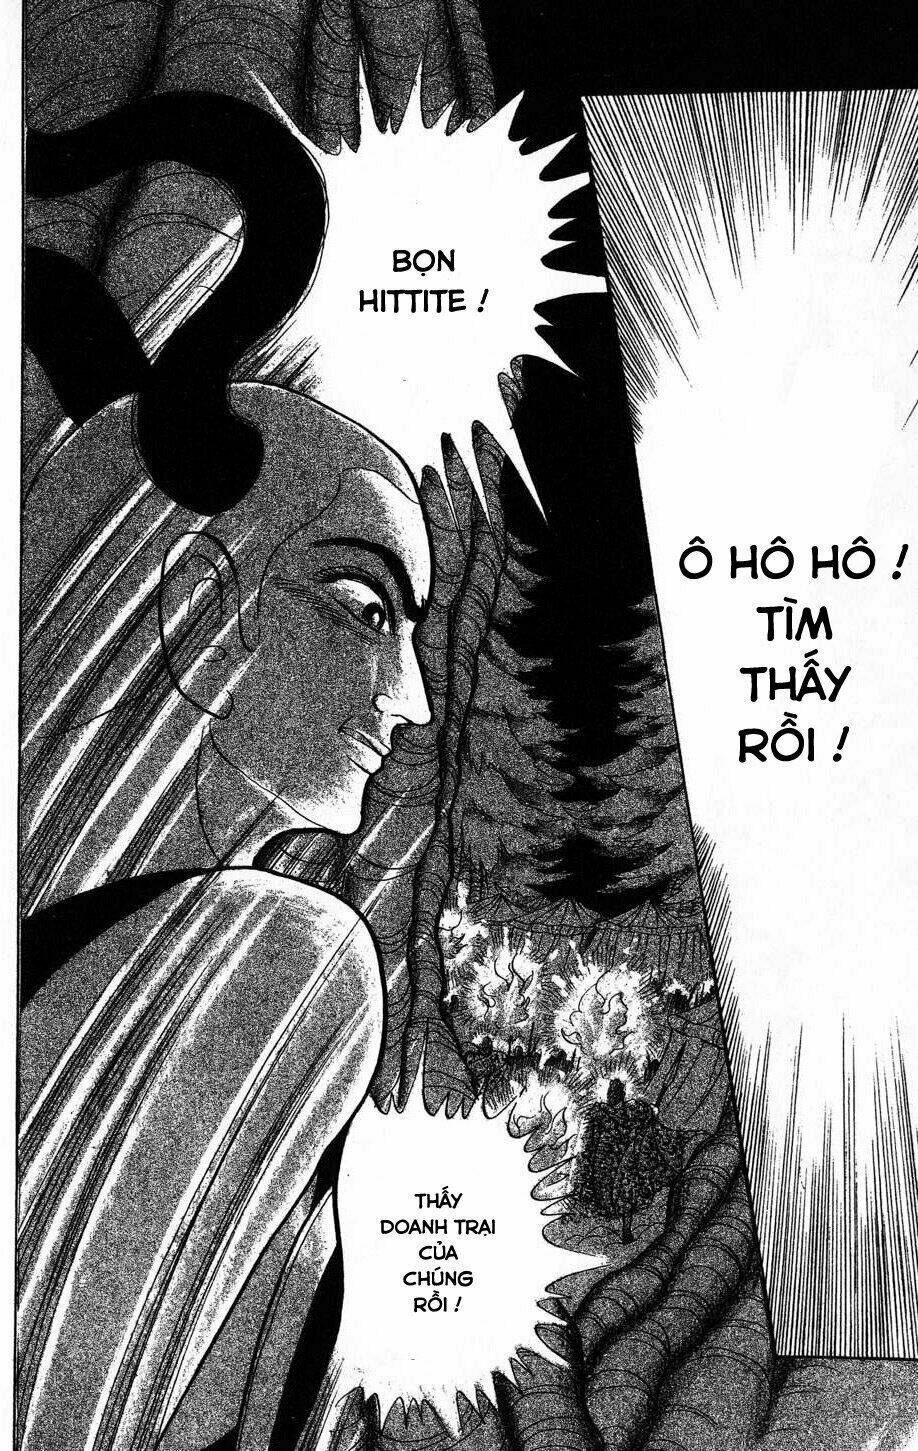 Ô HÔ HÔ !
TÌM
THẤY
RỒI !
BỌN
HITTITE !
THẤY
DOANH TRẠI
CỦA
CHÚNG
RỒI !